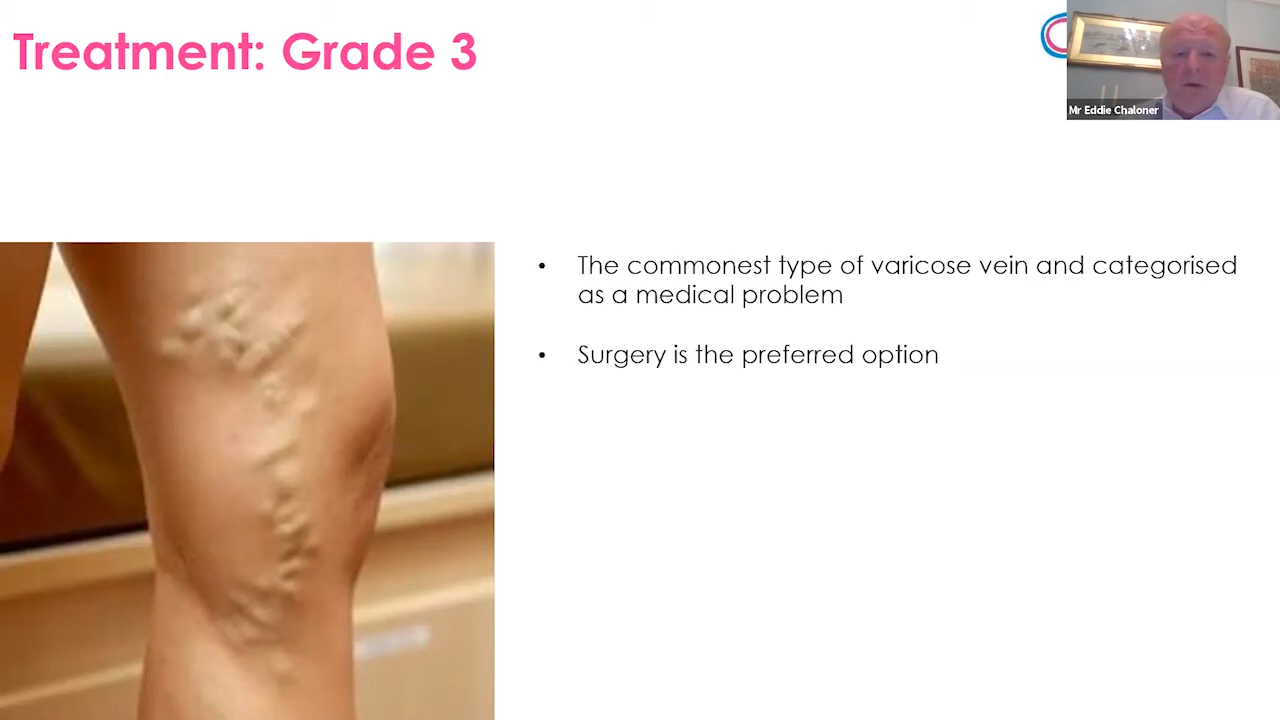 Treatment: Grade 3
Mr Eddie Chaloner
• The commonest type of varicose vein and categorised
as a medical problem
• Surgery is the preferred option